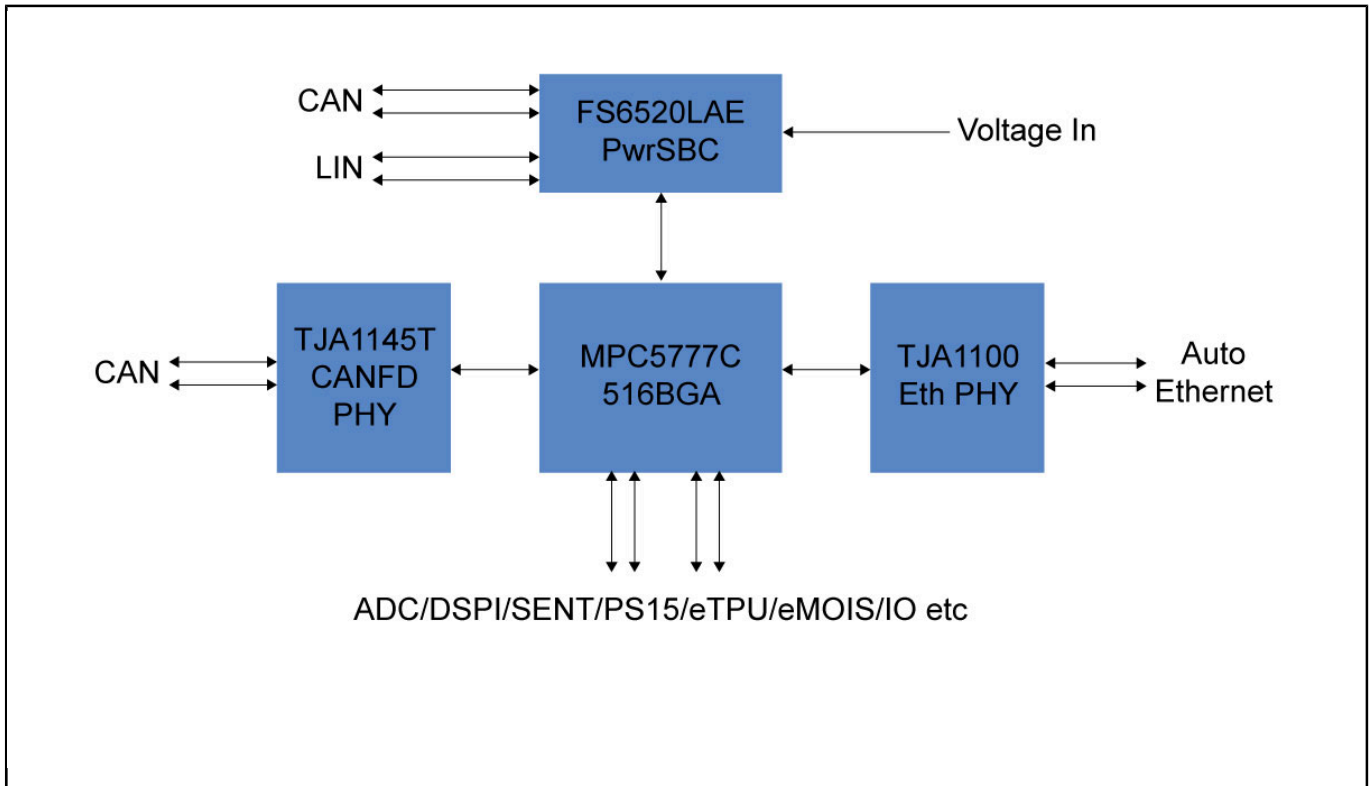 CAN
LIN
FS6520LAE
PwrSBC
Voltage In
CAN
TJA1145T
CANFD
PHY
MPC5777C
516BGA
TJA1100
Eth PHY
Auto
Ethernet
ADC/DSPI/SENT/PS15/eTPU/eMOIS/IO etc